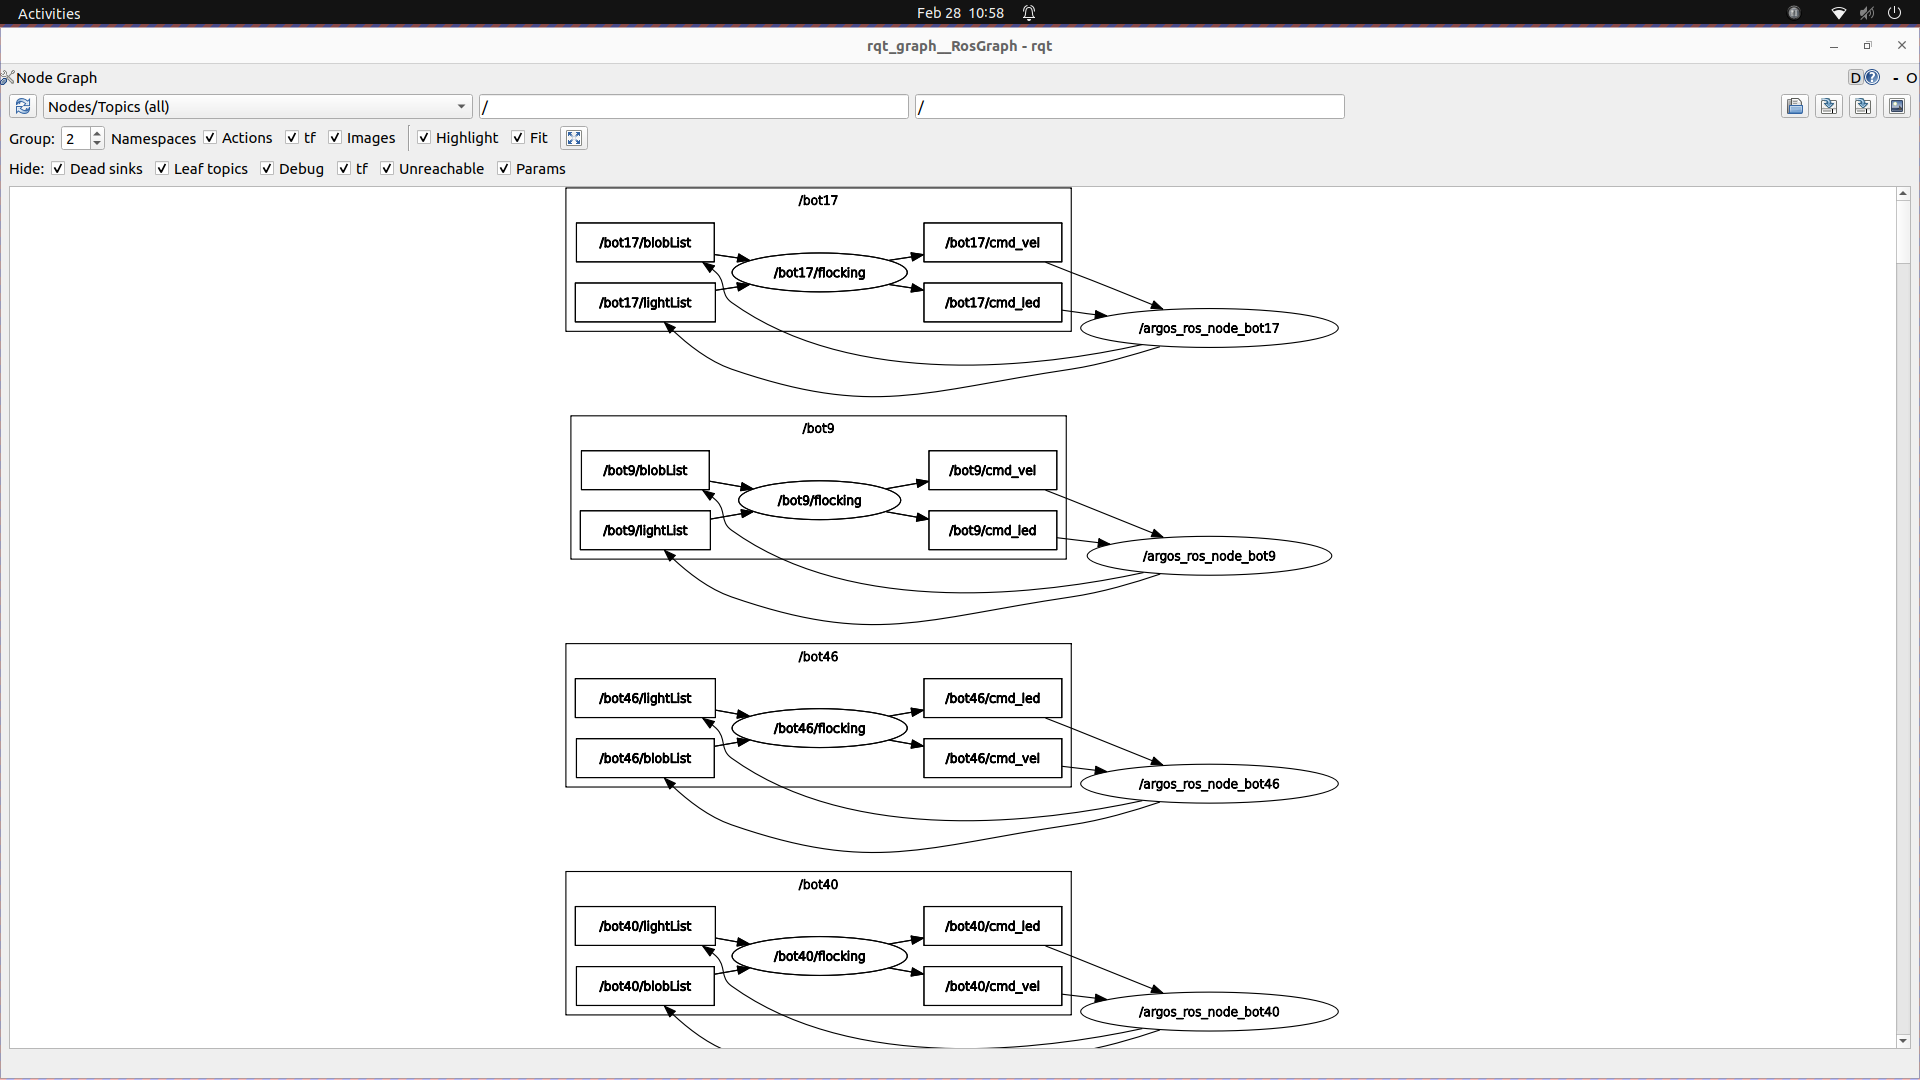 Activities
Feb 28 10:58
rqt_graph__RosGraph - rqt
Node Graph
D
- O
Nodes/Topics (all)
/
/
Group: 2 Namespaces Actions tf Images Highlight Fit
Hide: Dead sinks Leaf topics Debug tf Unreachable Params
/bot17
/bot17/blobList
/bot17/cmd_vel
/bot17/flocking
/bot17/lightList
/bot17/cmd_led
/argos_ros_node_bot17
/bot9
/bot9/blobList
/bot9/cmd_vel
/bot9/flocking
/bot9/lightList
/bot9/cmd_led
/argos_ros_node_bot9
/bot46
/bot46/lightList
/bot46/cmd_led
/bot46/flocking
/bot46/blobList
/bot46/cmd_vel
/argos_ros_node_bot46
/bot40
/bot40/lightList
/bot40/cmd_led
/bot40/flocking
/bot40/blobList
/bot40/cmd_vel
/argos_ros_node_bot40